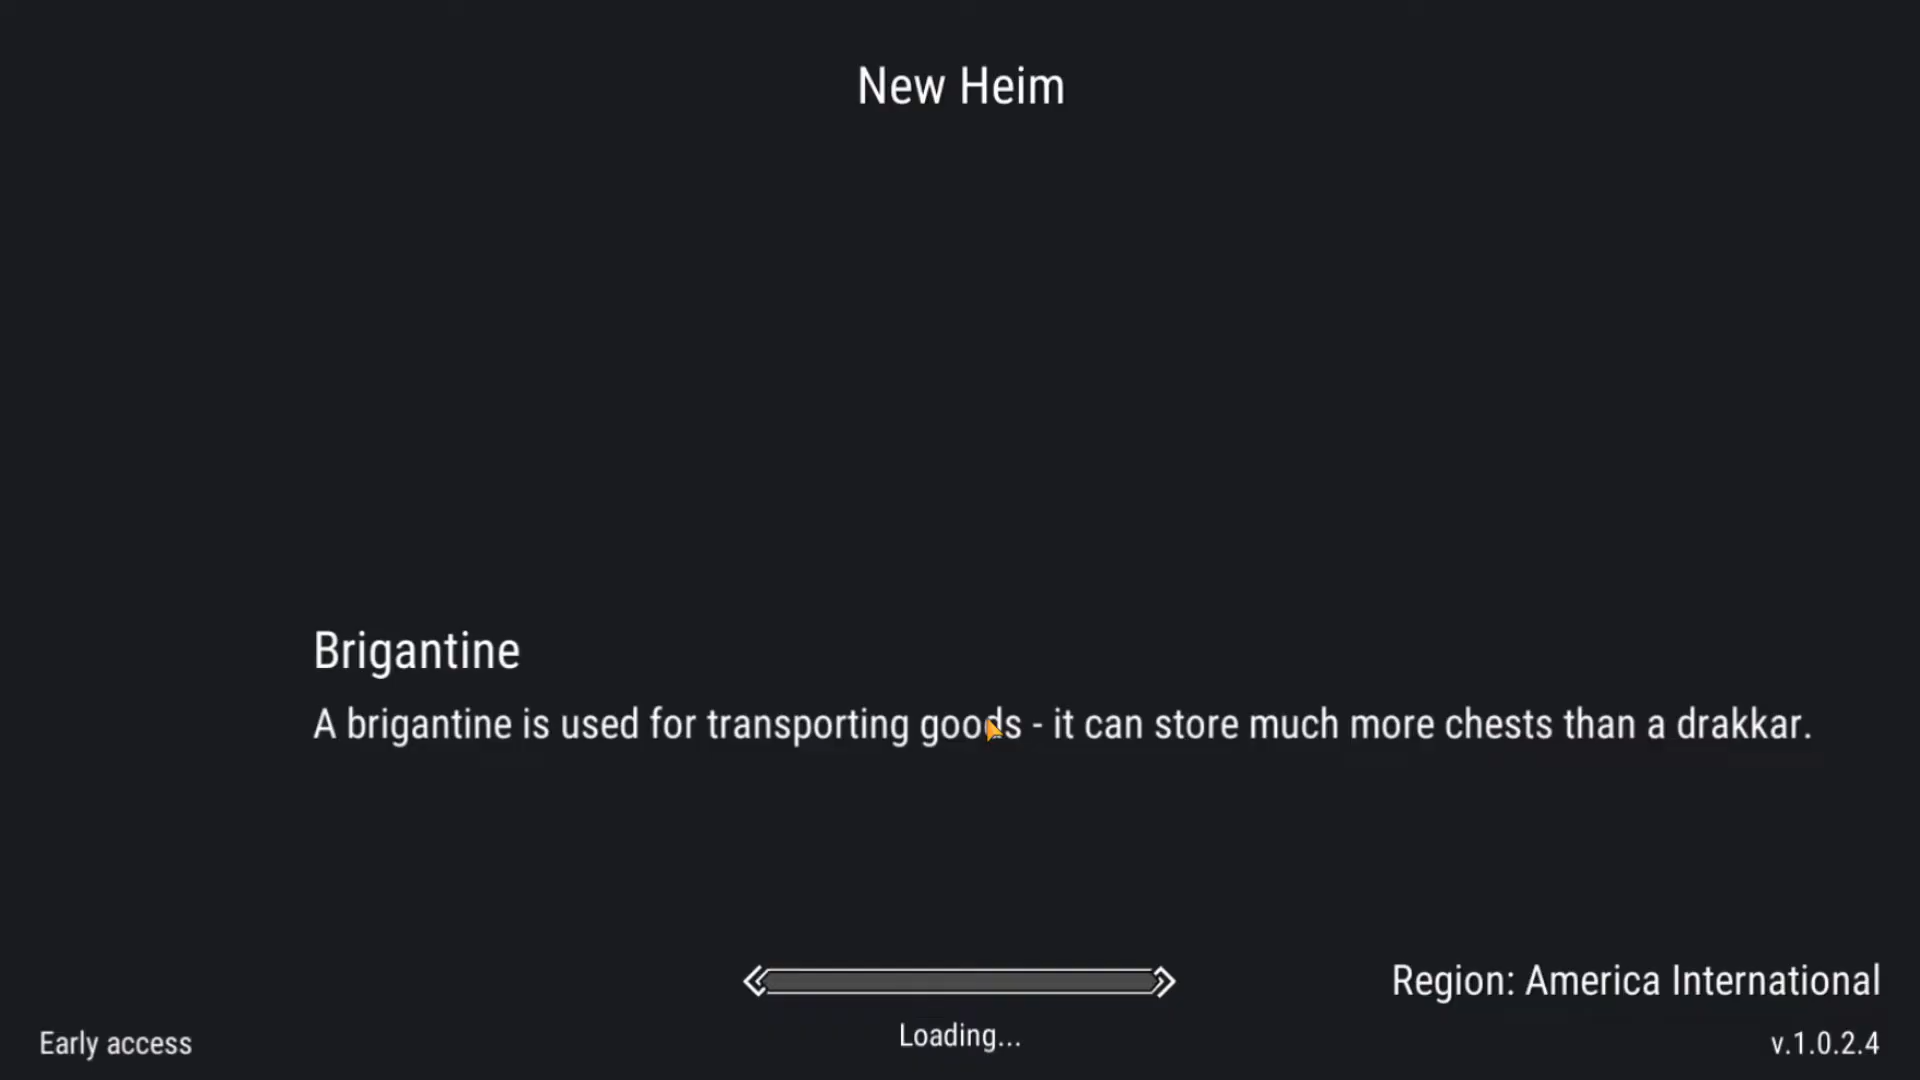 New Heim
Brigantine
A brigantine is used for transporting goods - it can store much more chests than a drakkar.
Region: America International
Loading...
Early access
v.1.0.2.4